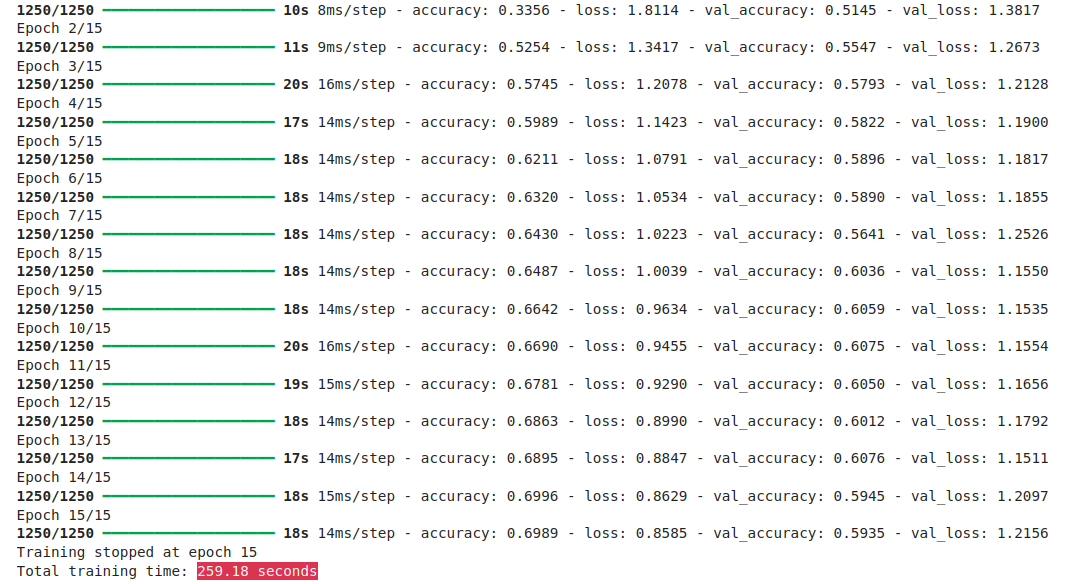 1250/1250 ━━━━━━━━━━━━━━━━━━━━ 10s 8ms/step - accuracy: 0.3356 - loss: 1.8114 - val_accuracy: 0.5145 - val_loss: 1.3817
Epoch 2/15
1250/1250 ━━━━━━━━━━━━━━━━━━━━ 11s 9ms/step - accuracy: 0.5254 - loss: 1.3417 - val_accuracy: 0.5547 - val_loss: 1.2673
Epoch 3/15
1250/1250 ━━━━━━━━━━━━━━━━━━━━ 20s 16ms/step - accuracy: 0.5745 - loss: 1.2078 - val_accuracy: 0.5793 - val_loss: 1.2128
Epoch 4/15
1250/1250 ━━━━━━━━━━━━━━━━━━━━ 17s 14ms/step - accuracy: 0.5989 - loss: 1.1423 - val_accuracy: 0.5822 - val_loss: 1.1900
Epoch 5/15
1250/1250 ━━━━━━━━━━━━━━━━━━━━ 18s 14ms/step - accuracy: 0.6211 - loss: 1.0791 - val_accuracy: 0.5896 - val_loss: 1.1817
Epoch 6/15
1250/1250 ━━━━━━━━━━━━━━━━━━━━ 18s 14ms/step - accuracy: 0.6320 - loss: 1.0534 - val_accuracy: 0.5890 - val_loss: 1.1855
Epoch 7/15
1250/1250 ━━━━━━━━━━━━━━━━━━━━ 18s 14ms/step - accuracy: 0.6430 - loss: 1.0223 - val_accuracy: 0.5641 - val_loss: 1.2526
Epoch 8/15
1250/1250 ━━━━━━━━━━━━━━━━━━━━ 18s 14ms/step - accuracy: 0.6487 - loss: 1.0039 - val_accuracy: 0.6036 - val_loss: 1.1550
Epoch 9/15
1250/1250 ━━━━━━━━━━━━━━━━━━━━ 18s 14ms/step - accuracy: 0.6642 - loss: 0.9634 - val_accuracy: 0.6059 - val_loss: 1.1535
Epoch 10/15
1250/1250 ━━━━━━━━━━━━━━━━━━━━ 20s 16ms/step - accuracy: 0.6690 - loss: 0.9455 - val_accuracy: 0.6075 - val_loss: 1.1554
Epoch 11/15
1250/1250 ━━━━━━━━━━━━━━━━━━━━ 19s 15ms/step - accuracy: 0.6781 - loss: 0.9290 - val_accuracy: 0.6050 - val_loss: 1.1656
Epoch 12/15
1250/1250 ━━━━━━━━━━━━━━━━━━━━ 18s 14ms/step - accuracy: 0.6863 - loss: 0.8990 - val_accuracy: 0.6012 - val_loss: 1.1792
Epoch 13/15
1250/1250 ━━━━━━━━━━━━━━━━━━━━ 17s 14ms/step - accuracy: 0.6895 - loss: 0.8847 - val_accuracy: 0.6076 - val_loss: 1.1511
Epoch 14/15
1250/1250 ━━━━━━━━━━━━━━━━━━━━ 18s 15ms/step - accuracy: 0.6996 - loss: 0.8629 - val_accuracy: 0.5945 - val_loss: 1.2097
Epoch 15/15
1250/1250 ━━━━━━━━━━━━━━━━━━━━ 18s 14ms/step - accuracy: 0.6989 - loss: 0.8585 - val_accuracy: 0.5935 - val_loss: 1.2156
Training stopped at epoch 15
Total training time: 259.18 seconds